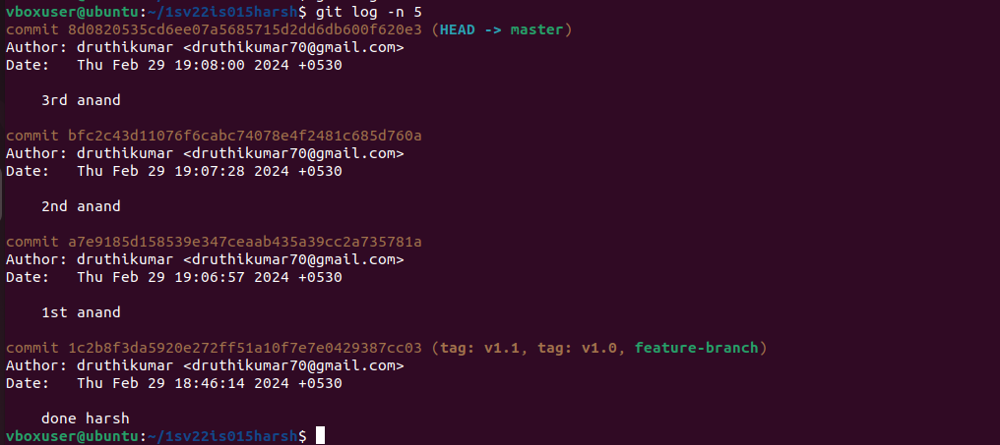 vboxuser@ubuntu:~/1sv22is015harsh$ git log -n 5
commit 8d0820535cd6ee07a5685715d2dd6db600f620e3 (HEAD -> master)
Author: druthikumar <druthikumar70@gmail.com>
Date:   Thu Feb 29 19:08:00 2024 +0530
    3rd anand
commit bfc2c43d11076f6cabc74078e4f2481c685d760a
Author: druthikumar <druthikumar70@gmail.com>
Date:   Thu Feb 29 19:07:28 2024 +0530
    2nd anand
commit a7e9185d158539e347ceaab435a39cc2a735781a
Author: druthikumar <druthikumar70@gmail.com>
Date:   Thu Feb 29 19:06:57 2024 +0530
    1st anand
commit 1c2b8f3da5920e272ff51a10f7e7e0429387cc03 (tag: v1.1, tag: v1.0, feature-branch)
Author: druthikumar <druthikumar70@gmail.com>
Date:   Thu Feb 29 18:46:14 2024 +0530
    done harsh
vboxuser@ubuntu:~/1sv22is015harsh$